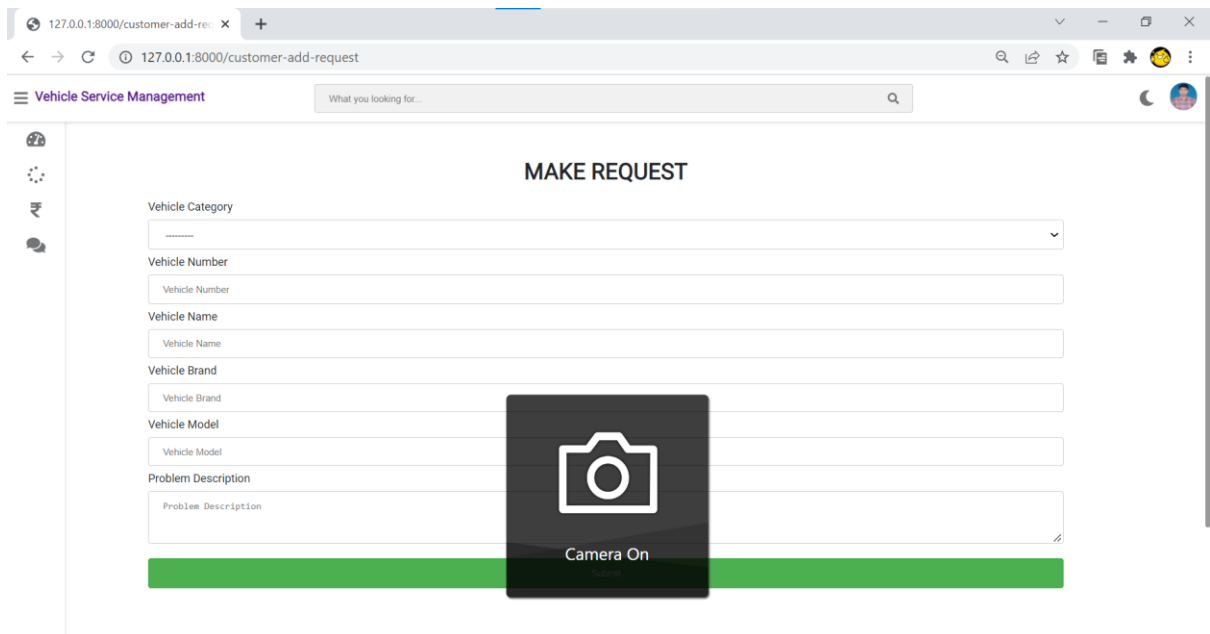 127.0.0.1:8000/customer-add-rec
127.0.0.1:8000/customer-add-request
Vehicle Service Management
What you looking for...
MAKE REQUEST
Vehicle Category
---------
Vehicle Number
Vehicle Number
Vehicle Name
Vehicle Name
Vehicle Brand
Vehicle Brand
Vehicle Model
Vehicle Model
Problem Description
Problem Description
Camera On
Submit